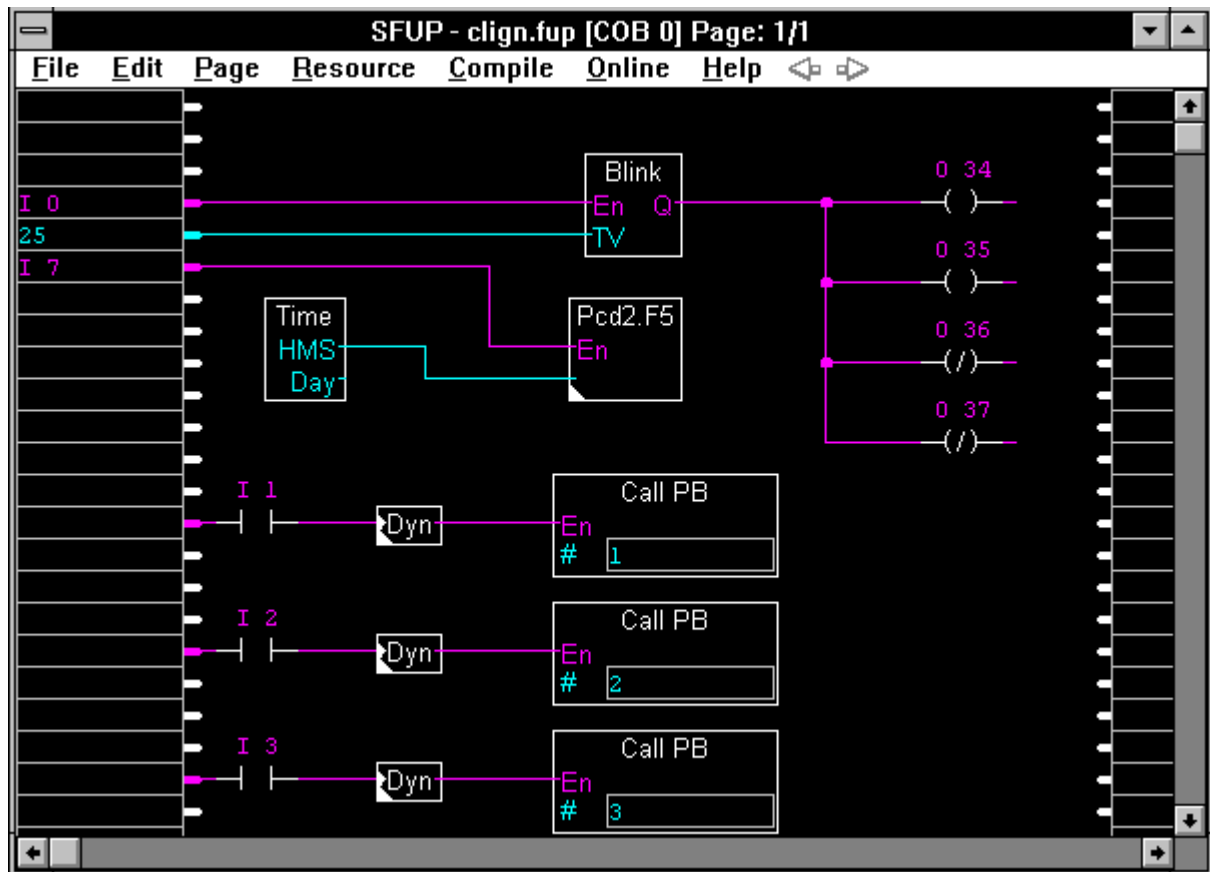 SFUP - clign.fup [COB 0] Page: 1/1
File Edit Page Resource Compile Online Help
Blink
O 34
I 0
En Q
( )
25
TV
O 35
I 7
( )
Time
Pcd2.F5
HMS
En
O 36
(/)
Day
O 37
(/)
I 1
Call PB
Dyn
En
# 1
I 2
Call PB
Dyn
En
# 2
I 3
Call PB
Dyn
En
# 3